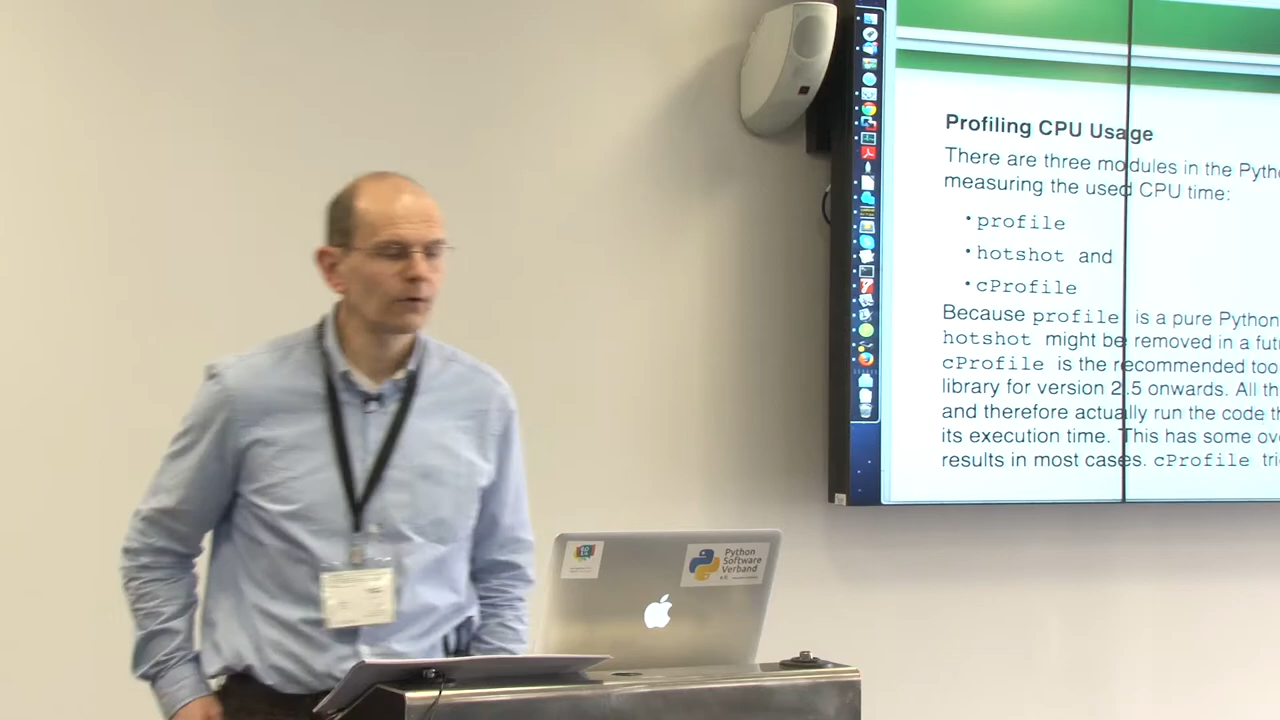 Profiling CPU Usage
There are three modules in the Pytho
measuring the used CPU time:
• profile
• hotshot and
• cProfile
Because profile is a pure Python
hotshot might be removed in a futu
cProfile is the recommended too
library for version 2.5 onwards. All th
and therefore actually run the code th
its execution time. This has some ove
results in most cases. cProfile trie
Python
Software
Verband
e.V.